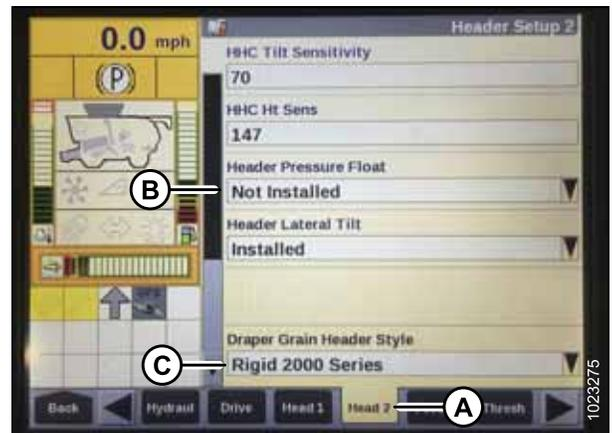 0.0 mph
Header Setup 2
(P)
HHC Tilt Sensitivity
70
HHC Ht Sens
147
Header Pressure Float
B
Not Installed
Header Lateral Tilt
Installed
Draper Grain Header Style
C
Rigid 2000 Series
Back
Hydraul
Drive
Head 1
Head 2
A
Thresh
1023275